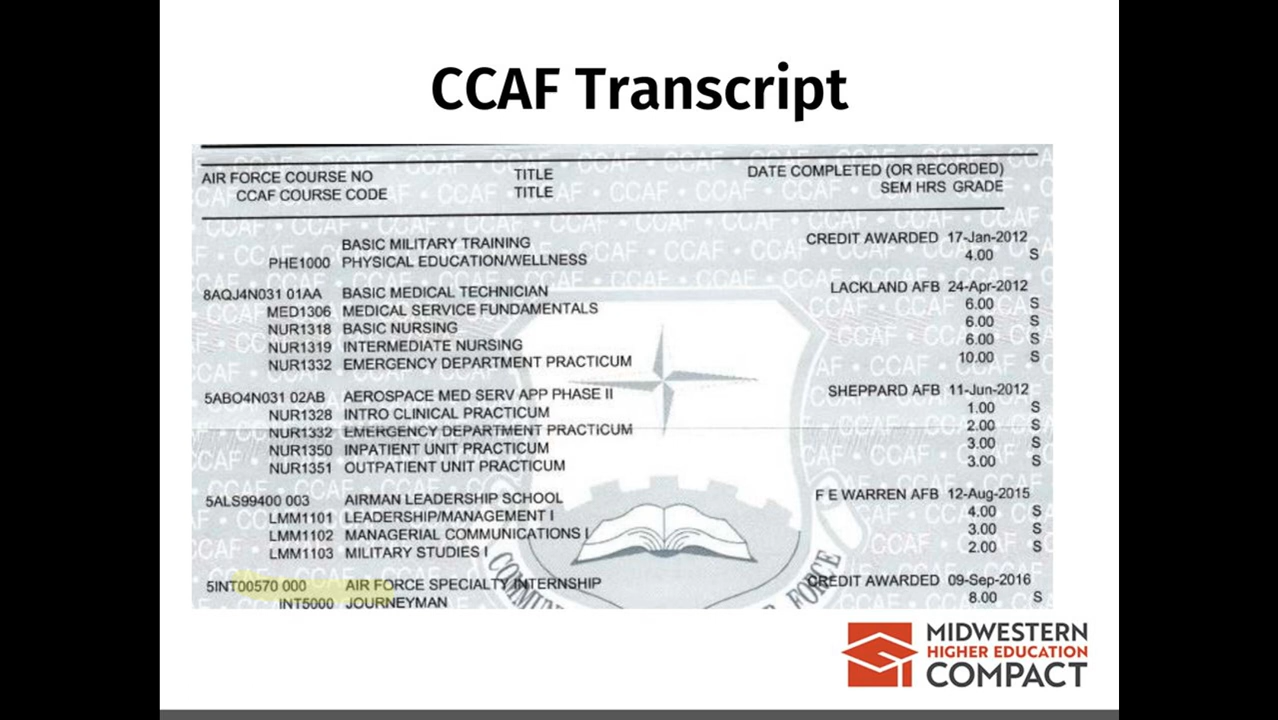 CCAF Transcript
AIR FORCE COURSE NO TITLE DATE COMPLETED (OR RECORDED)
CCAF COURSE CODE TITLE SEM HRS GRADE
BASIC MILITARY TRAINING CREDIT AWARDED 17-Jan-2012
PHE1000 PHYSICAL EDUCATION/WELLNESS 4.00 S
8AQJ4N031 01AA BASIC MEDICAL TECHNICIAN LACKLAND AFB 24-Apr-2012
MED1306 MEDICAL SERVICE FUNDAMENTALS 6.00 S
NUR1318 BASIC NURSING 6.00 S
NUR1319 INTERMEDIATE NURSING 6.00 S
NUR1332 EMERGENCY DEPARTMENT PRACTICUM 10.00 S
5ABO4N031 02AB AEROSPACE MED SERV APP PHASE II SHEPPARD AFB 11-Jun-2012
NUR1328 INTRO CLINICAL PRACTICUM 1.00 S
NUR1332 EMERGENCY DEPARTMENT PRACTICUM 2.00 S
NUR1350 INPATIENT UNIT PRACTICUM 3.00 S
NUR1351 OUTPATIENT UNIT PRACTICUM 3.00 S
5ALS99400 003 AIRMAN LEADERSHIP SCHOOL F E WARREN AFB 12-Aug-2015
LMM1101 LEADERSHIP/MANAGEMENT I 4.00 S
LMM1102 MANAGERIAL COMMUNICATIONS I 3.00 S
LMM1103 MILITARY STUDIES I 2.00 S
5INT00570 000 AIR FORCE SPECIALTY INTERNSHIP CREDIT AWARDED 09-Sep-2016
INT5000 JOURNEYMAN 8.00 S
MIDWESTERN
HIGHER EDUCATION
COMPACT